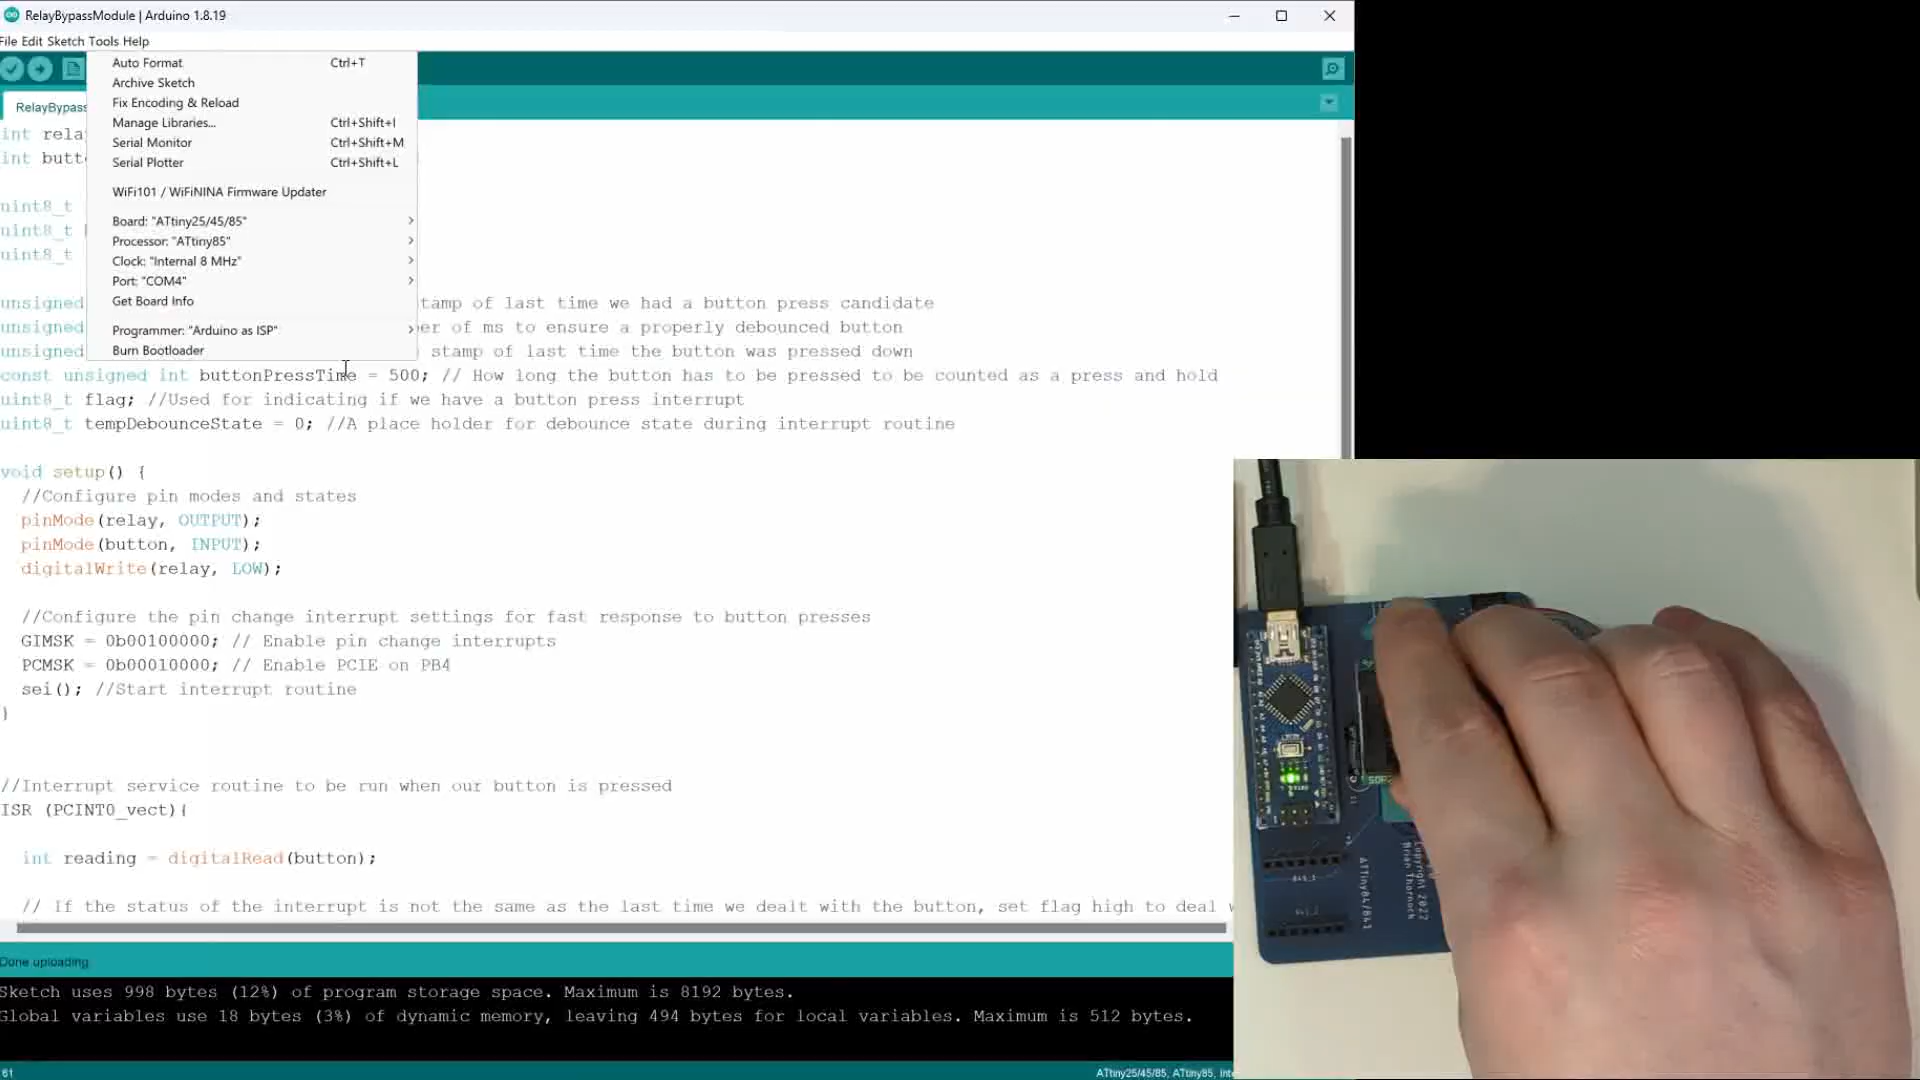 RelayBypassModule | Arduino 1.8.19
File Edit Sketch Tools Help
Auto Format Ctrl+T
Archive Sketch
Fix Encoding & Reload
Manage Libraries... Ctrl+Shift+I
Serial Monitor Ctrl+Shift+M
Serial Plotter Ctrl+Shift+L
WiFi101 / WiFiNINA Firmware Updater
Board: "ATtiny25/45/85"
Processor: "ATtiny85"
Clock: "Internal 8 MHz"
Port: "COM4"
Get Board Info
Programmer: "Arduino as ISP"
Burn Bootloader
RelayBypass
int rela
int butt
uint8_t
uint8_t
uint8_t
unsigned tamp of last time we had a button press candidate
unsigned er of ms to ensure a properly debounced button
unsigned stamp of last time the button was pressed down
const unsigned int buttonPressTime = 500; // How long the button has to be pressed to be counted as a press and hold
uint8_t flag; //Used for indicating if we have a button press interrupt
uint8_t tempDebounceState = 0; //A place holder for debounce state during interrupt routine
void setup() {
//Configure pin modes and states
pinMode(relay, OUTPUT);
pinMode(button, INPUT);
digitalWrite(relay, LOW);
//Configure the pin change interrupt settings for fast response to button presses
GIMSK = 0b00100000; // Enable pin change interrupts
PCMSK = 0b00010000; // Enable PCIE on PB4
sei(); //Start interrupt routine
}
//Interrupt service routine to be run when our button is pressed
ISR (PCINT0_vect){
int reading = digitalRead(button);
// If the status of the interrupt is not the same as the last time we dealt with the button, set flag high to deal
Done uploading.
Sketch uses 998 bytes (12%) of program storage space. Maximum is 8192 bytes.
Global variables use 18 bytes (3%) of dynamic memory, leaving 494 bytes for local variables. Maximum is 512 bytes.
61
ATtiny25/45/85, ATtiny85, Int
ATTiny84/841
Copyright 2022
Brian Thornock